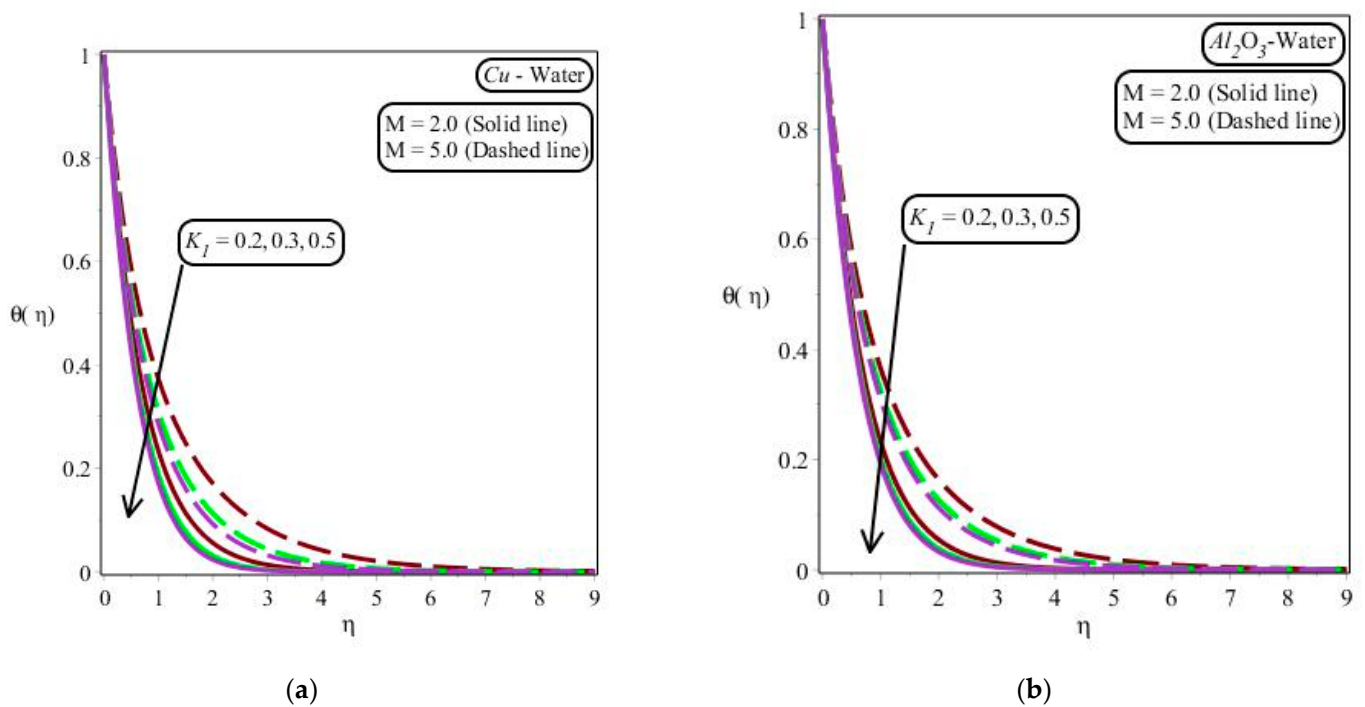 Cu - Water
M = 2.0 (Solid line)
M = 5.0 (Dashed line)
K₁ = 0.2, 0.3, 0.5
1
0.8
0.6
θ( η)
0.4
0.2
0
0 1 2 3 4 5 6 7 8 9
η
(a)
Al₂O₃-Water
M = 2.0 (Solid line)
M = 5.0 (Dashed line)
K₁ = 0.2, 0.3, 0.5
1
0.8
0.6
θ( η)
0.4
0.2
0
0 1 2 3 4 5 6 7 8 9
η
(b)